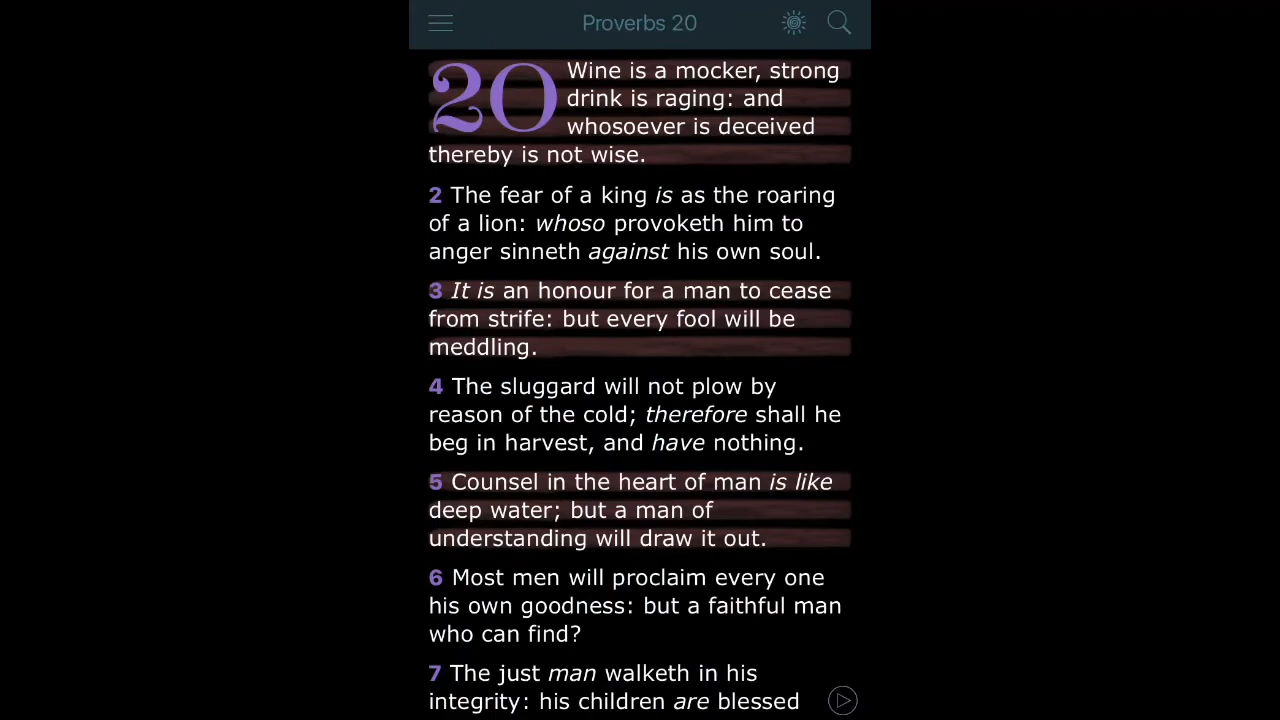 Proverbs 20
20 Wine is a mocker, strong
drink is raging: and
whosoever is deceived
thereby is not wise.
2 The fear of a king is as the roaring
of a lion: whoso provoketh him to
anger sinneth against his own soul.
3 It is an honour for a man to cease
from strife: but every fool will be
meddling.
4 The sluggard will not plow by
reason of the cold; therefore shall he
beg in harvest, and have nothing.
5 Counsel in the heart of man is like
deep water; but a man of
understanding will draw it out.
6 Most men will proclaim every one
his own goodness: but a faithful man
who can find?
7 The just man walketh in his
integrity: his children are blessed